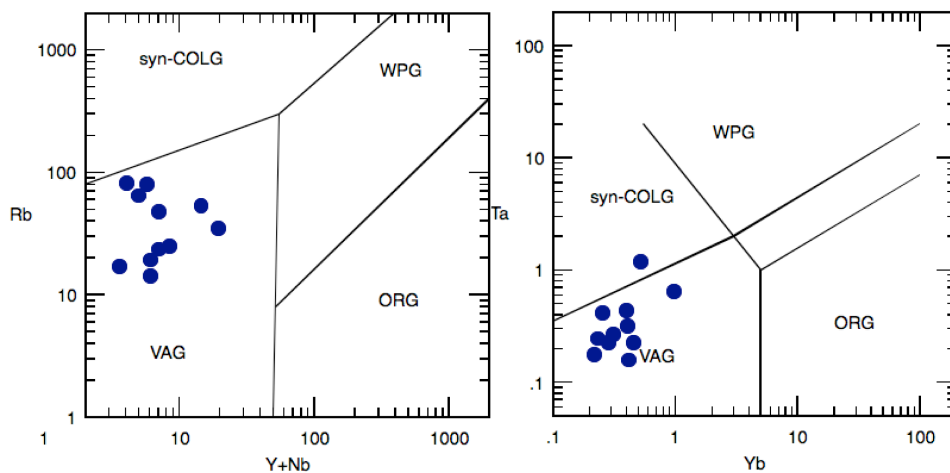 1000
100
10
1
Rb
syn-COLG
WPG
ORG
VAG
1
10
100
1000
Y+Nb
100
10
1
.1
Ta
WPG
syn-COLG
ORG
VAG
.1
1
10
100
Yb